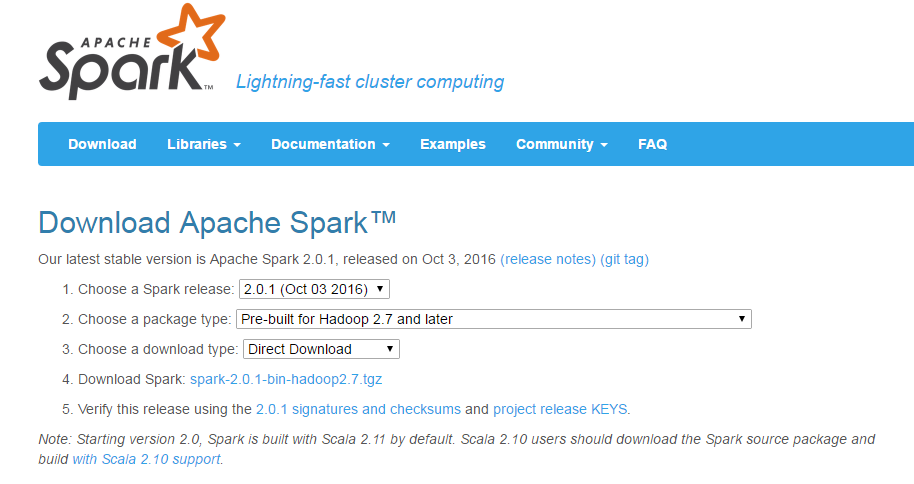 APACHE
Spark™
Lightning-fast cluster computing
Download Libraries Documentation Examples Community FAQ
Download Apache Spark™
Our latest stable version is Apache Spark 2.0.1, released on Oct 3, 2016 (release notes) (git tag)
1. Choose a Spark release: 2.0.1 (Oct 03 2016)
2. Choose a package type: Pre-built for Hadoop 2.7 and later
3. Choose a download type: Direct Download
4. Download Spark: spark-2.0.1-bin-hadoop2.7.tgz
5. Verify this release using the 2.0.1 signatures and checksums and project release KEYS.
Note: Starting version 2.0, Spark is built with Scala 2.11 by default. Scala 2.10 users should download the Spark source package and
build with Scala 2.10 support.